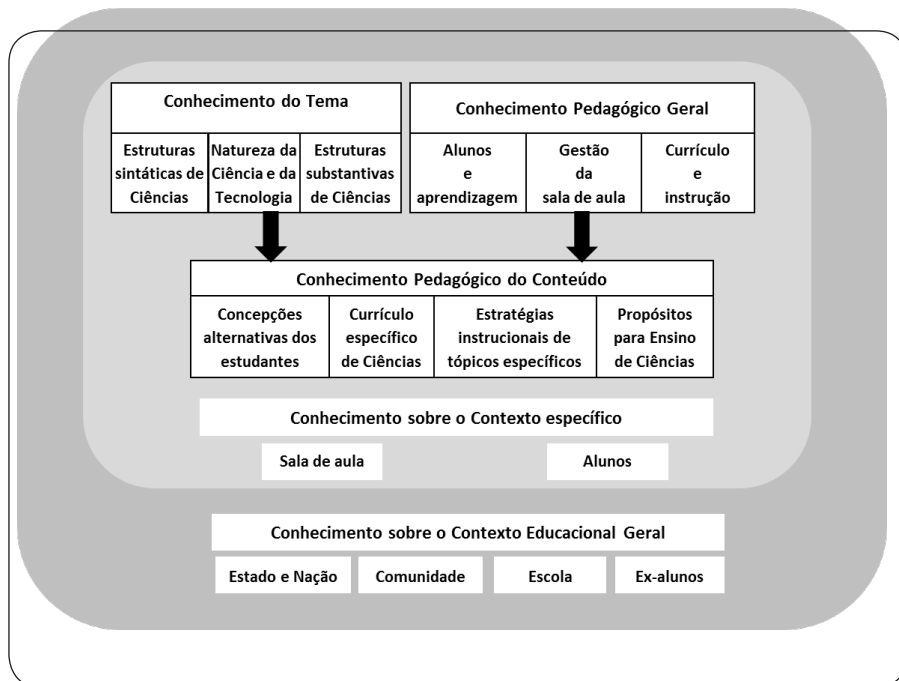 Conhecimento do Tema
Estruturas
sintáticas de
Ciências
Natureza da
Ciência e da
Tecnologia
Estruturas
substantivas
de Ciências
Conhecimento Pedagógico Geral
Alunos
e
aprendizagem
Gestão
da
sala de aula
Currículo
e
instrução
Conhecimento Pedagógico do Conteúdo
Concepções
alternativas dos
estudantes
Currículo
específico
de Ciências
Estratégias
instrucionais de
tópicos específicos
Propósitos
para Ensino
de Ciências
Conhecimento sobre o Contexto específico
Sala de aula
Alunos
Conhecimento sobre o Contexto Educacional Geral
Estado e Nação
Comunidade
Escola
Ex-alunos